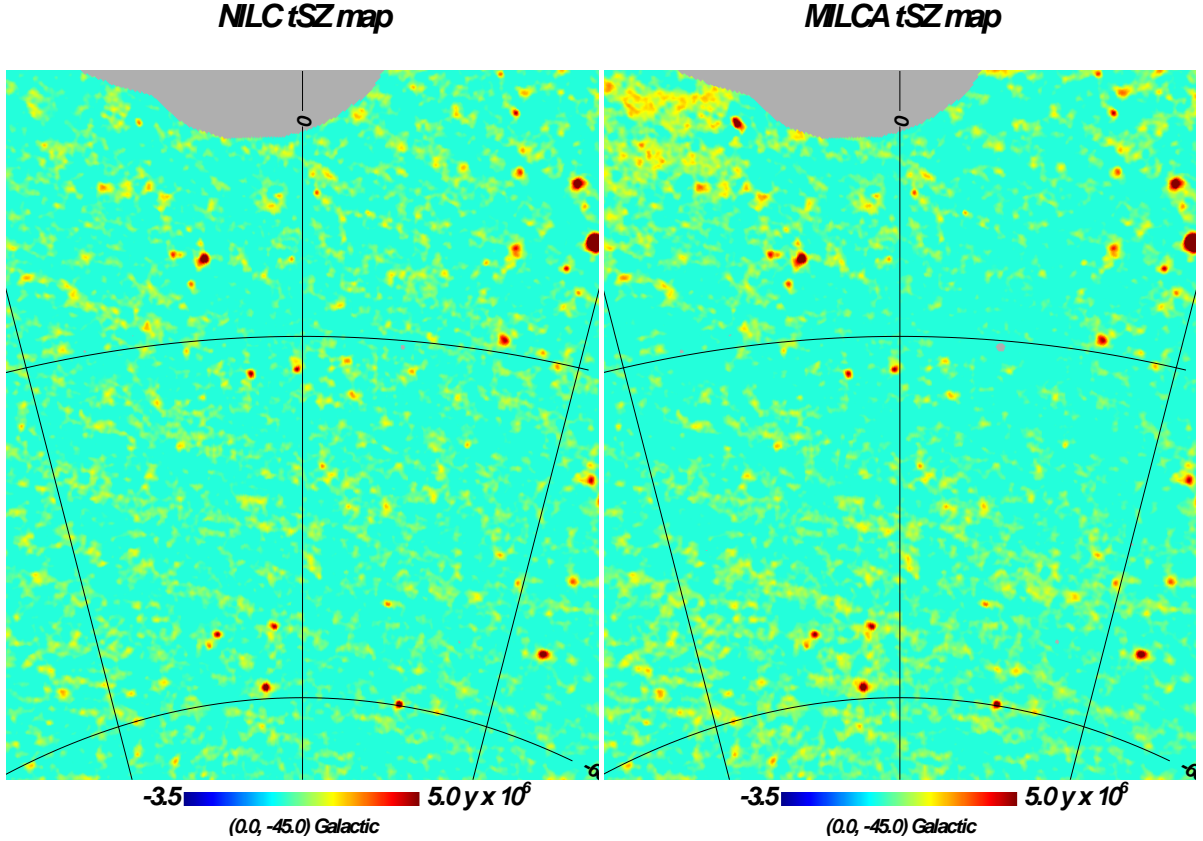 NILC tSZ map
MILCA tSZ map
0
0
-3.5 5.0 y x 10^6
-3.5 5.0 y x 10^6
(0.0, -45.0) Galactic
(0.0, -45.0) Galactic